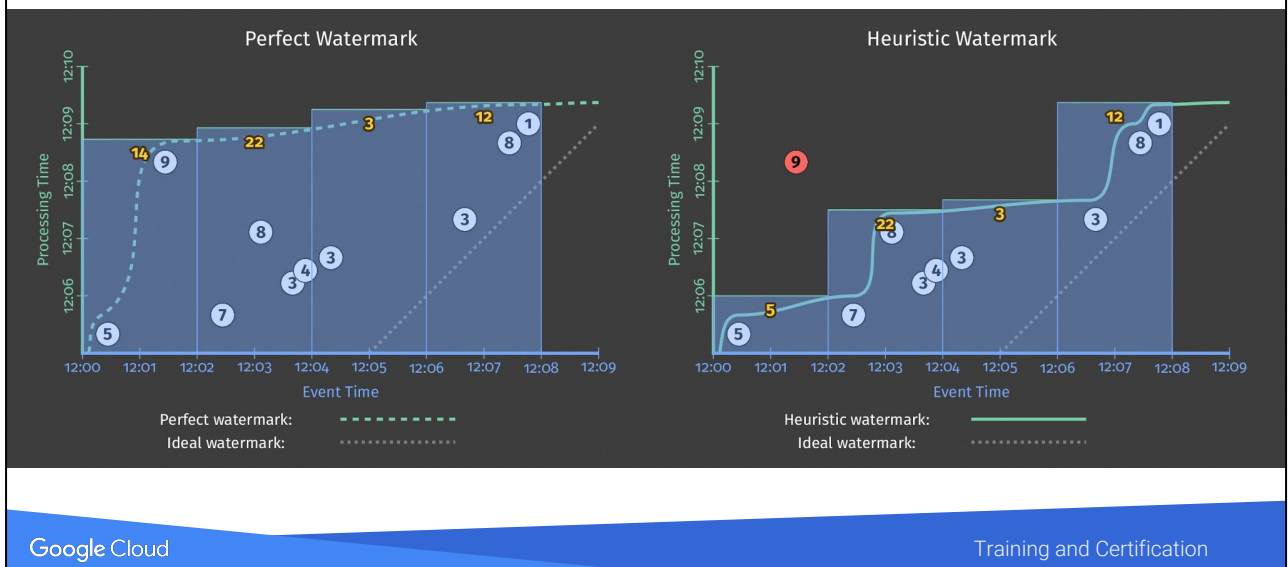 Perfect Watermark
Processing Time
12:10
12:09
12:08
12:07
12:06
14
22
3
12
9
1
8
8
3
3
4
3
7
5
12:00 12:01 12:02 12:03 12:04 12:05 12:06 12:07 12:08 12:09
Event Time
Perfect watermark:
Ideal watermark:
Heuristic Watermark
Processing Time
12:10
12:09
12:08
12:07
12:06
9
12
1
8
22
8
3
3
3
4
3
5
7
5
12:00 12:01 12:02 12:03 12:04 12:05 12:06 12:07 12:08 12:09
Event Time
Heuristic watermark:
Ideal watermark:
Google Cloud
Training and Certification